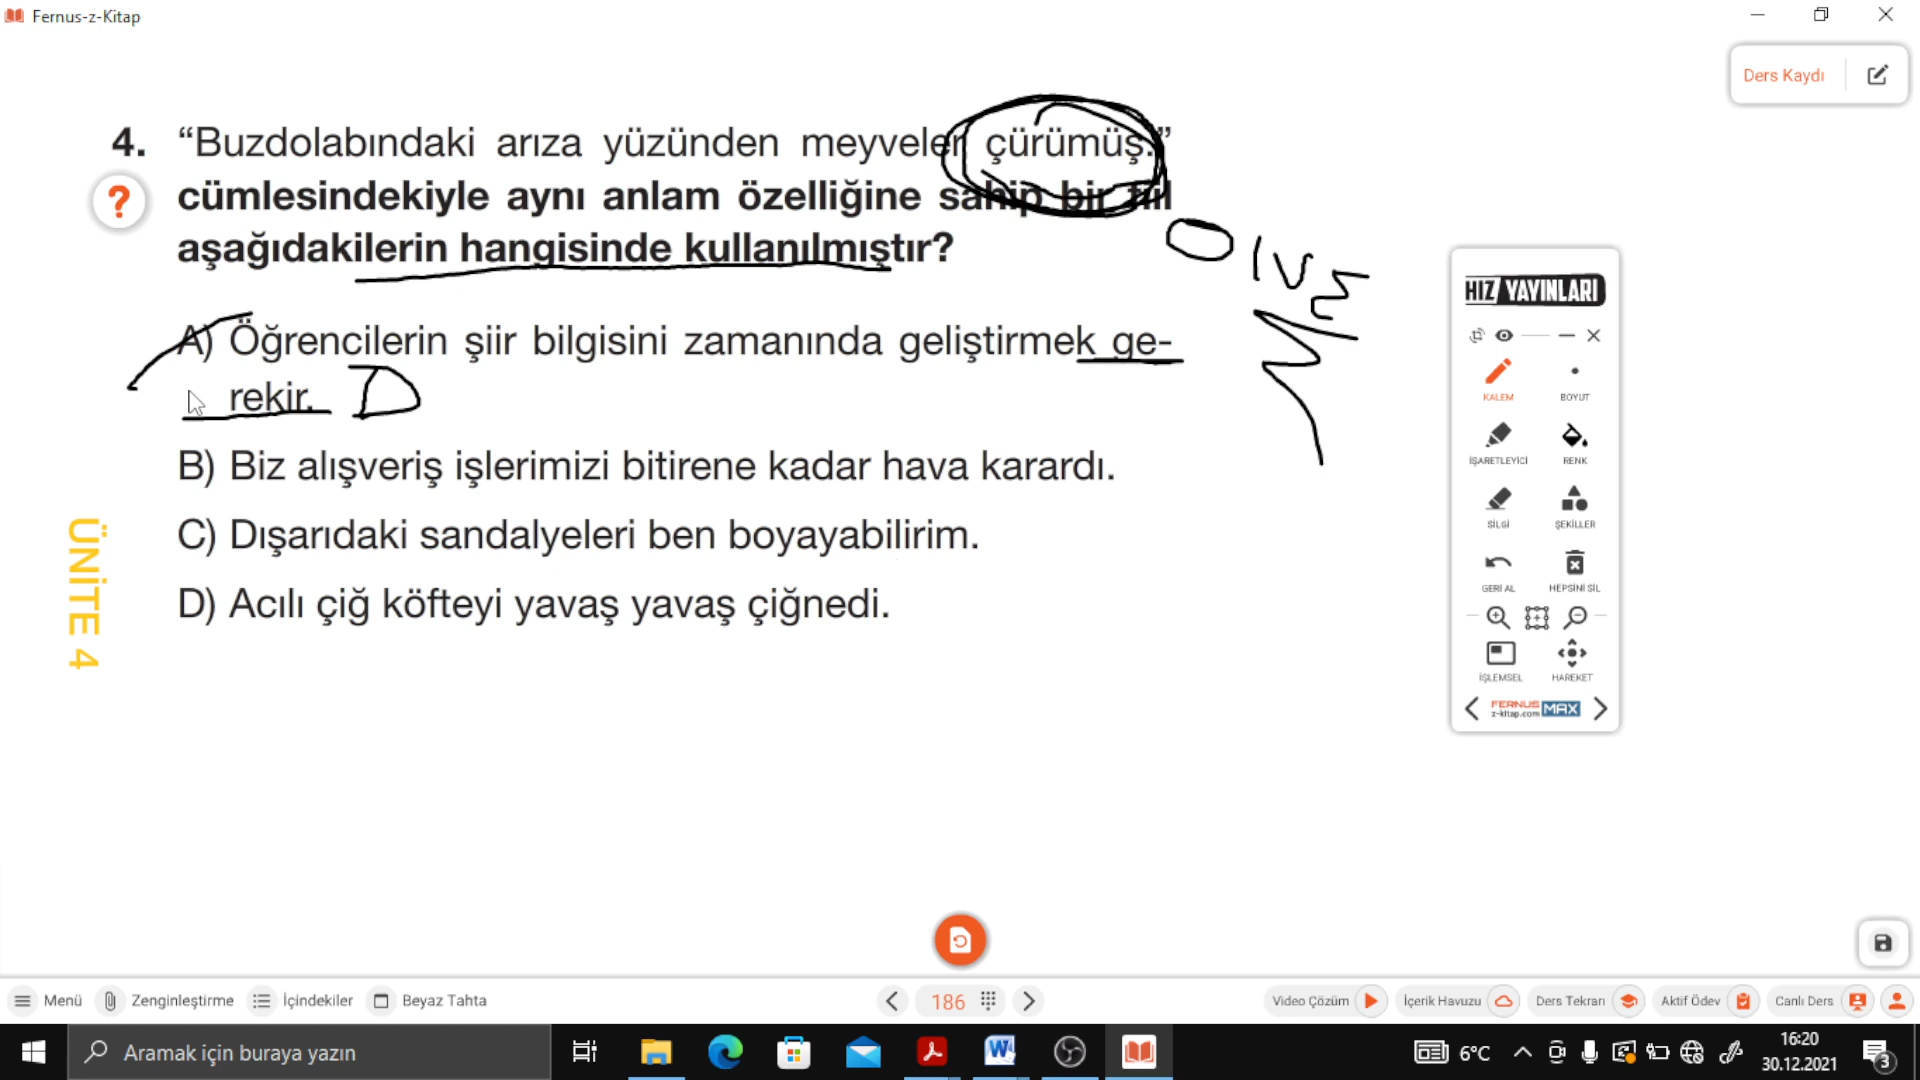 Fernus-z-Kitap
Ders Kaydı
4. “Buzdolabındaki arıza yüzünden meyveler çürümüş.”
cümlesindekiyle aynı anlam özelliğine sahip bir fiil
aşağıdakilerin hangisinde kullanılmıştır?
A) Öğrencilerin şiir bilgisini zamanında geliştirmek ge-
rekir. D
B) Biz alışveriş işlerimizi bitirene kadar hava karardı.
C) Dışarıdaki sandalyeleri ben boyayabilirim.
D) Acılı çiğ köfteyi yavaş yavaş çiğnedi.
ÜNİTE 4
HIZ YAYINLARI
KALEM BOYUT
İŞARETLEYİCİ RENK
SİLGİ ŞEKİLLER
GERİ AL HEPSİNİ SİL
İŞLEMSEL HAREKET
FERNUS
z-kitap.com MAX
Menü Zenginleştirme İçindekiler Beyaz Tahta 186 Video Çözüm İçerik Havuzu Ders Tekrarı Aktif Ödev Canlı Ders
Aramak için buraya yazın 6°C 16:20
30.12.2021 3